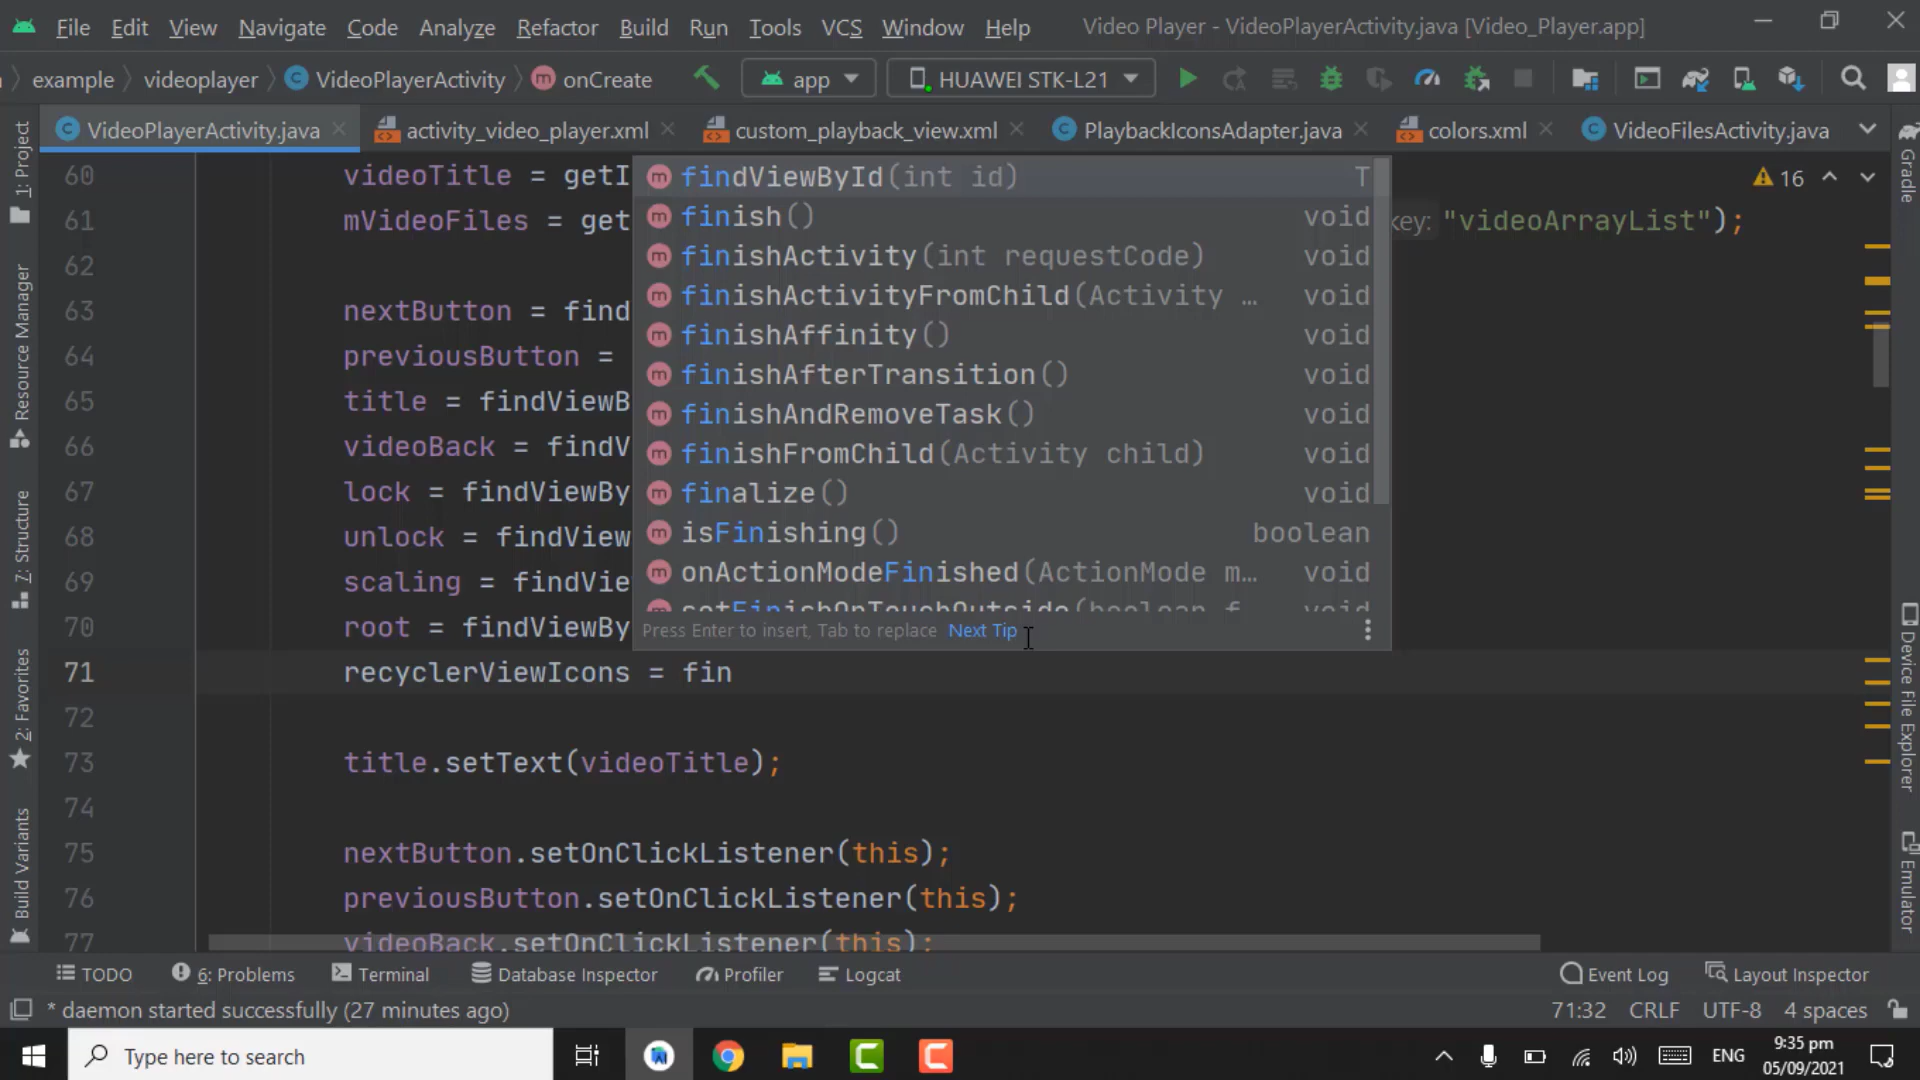 File Edit View Navigate Code Analyze Refactor Build Run Tools VCS Window Help Video Player - VideoPlayerActivity.java [Video_Player.app]
example videoplayer VideoPlayerActivity onCreate app HUAWEI STK-L21
VideoPlayerActivity.java activity_video_player.xml custom_playback_view.xml PlaybackIconsAdapter.java colors.xml VideoFilesActivity.java
60 videoTitle = getI
61 mVideoFiles = get key: "videoArrayList");
62
63 nextButton = find
64 previousButton =
65 title = findViewB
66 videoBack = findV
67 lock = findViewBy
68 unlock = findView
69 scaling = findVie
70 root = findViewBy
71 recyclerViewIcons = fin
72
73 title.setText(videoTitle);
74
75 nextButton.setOnClickListener(this);
76 previousButton.setOnClickListener(this);
77 videoBack.setOnClickListener(this);
findViewById(int id) T
finish() void
finishActivity(int requestCode) void
finishActivityFromChild(Activity … void
finishAffinity() void
finishAfterTransition() void
finishAndRemoveTask() void
finishFromChild(Activity child) void
finalize() void
isFinishing() boolean
onActionModeFinished(ActionMode m… void
setFinishOnTouchOutside(boolean f… void
Press Enter to insert, Tab to replace Next Tip
16
1: Project
Resource Manager
7: Structure
2: Favorites
Build Variants
Gradle
Device File Explorer
Emulator
TODO 6: Problems Terminal Database Inspector Profiler Logcat Event Log Layout Inspector
* daemon started successfully (27 minutes ago) 71:32 CRLF UTF-8 4 spaces
Type here to search ENG 9:35 pm
05/09/2021